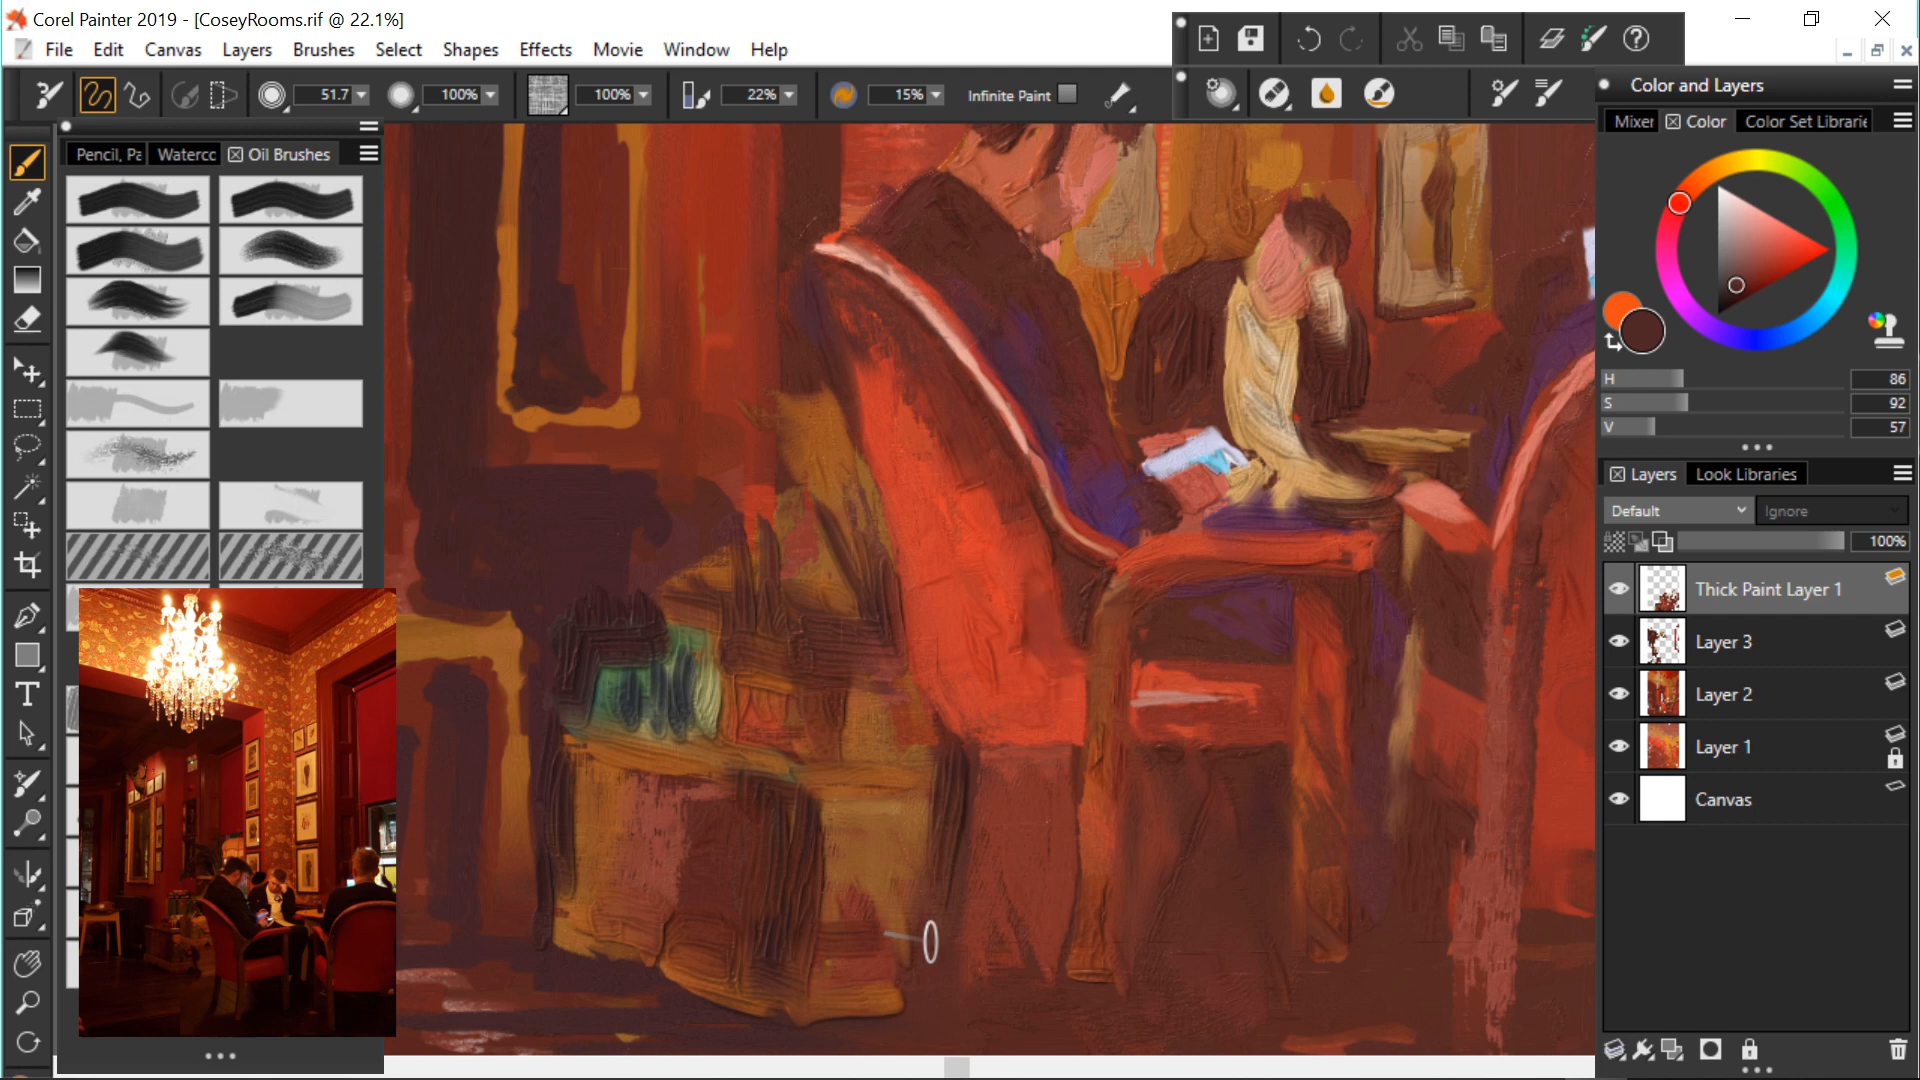 Corel Painter 2019 - [CoseyRooms.rif @ 22.1%]
File Edit Canvas Layers Brushes Select Shapes Effects Movie Window Help
51.7 100% 100% 22% 15% Infinite Paint
Color and Layers
Mixer Color Color Set Librarie
Pencil, Pa Waterco Oil Brushes
H 86
S 92
V 57
Layers Look Libraries
Default Ignore
100%
Thick Paint Layer 1
Layer 3
Layer 2
Layer 1
Canvas